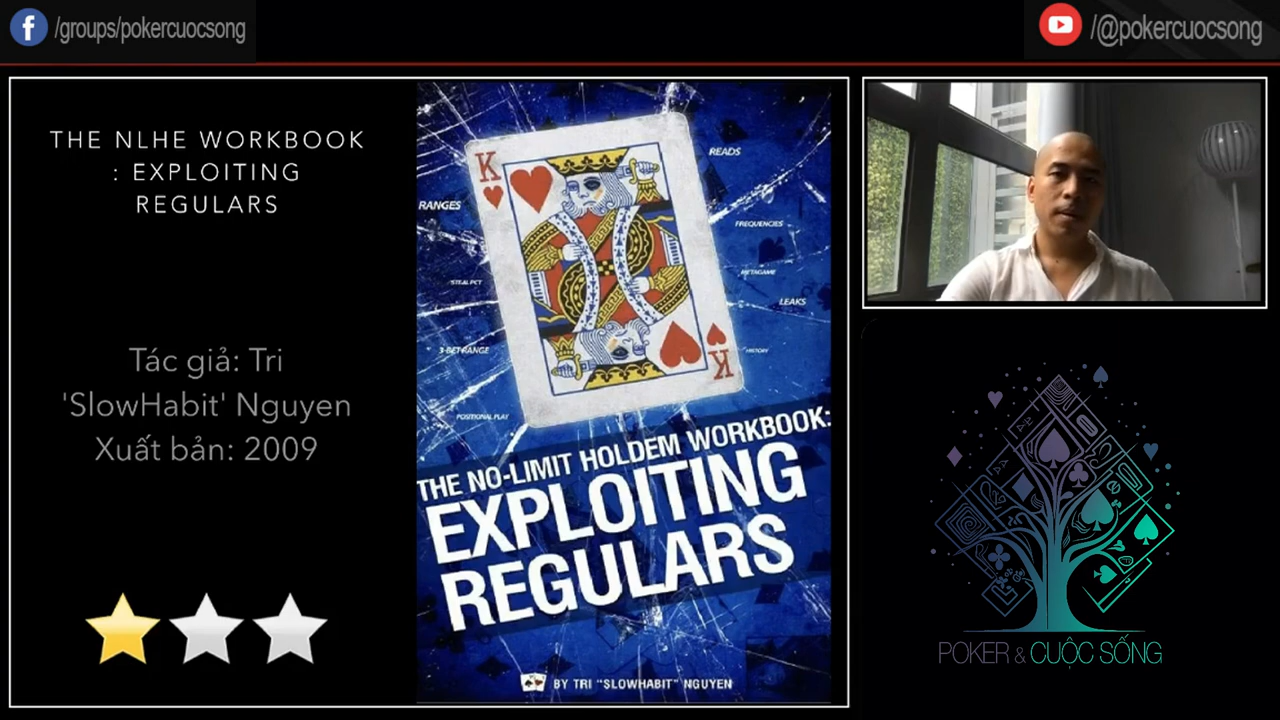 /groups/pokercuocsong
/@pokercuocsong
THE NLHE WORKBOOK
: EXPLOITING
REGULARS
Tác giả: Tri
'SlowHabit' Nguyen
Xuất bản: 2009
K
READS
RANGES
FREQUENCIES
METAGAME
STEAL PCT
LEAKS
3-BET RANGE
HISTORY
K
POSITIONAL PLAY
THE NO-LIMIT HOLDEM WORKBOOK:
EXPLOITING
REGULARS
BY TRI "SLOWHABIT" NGUYEN
POKER & CUỘC SỐNG